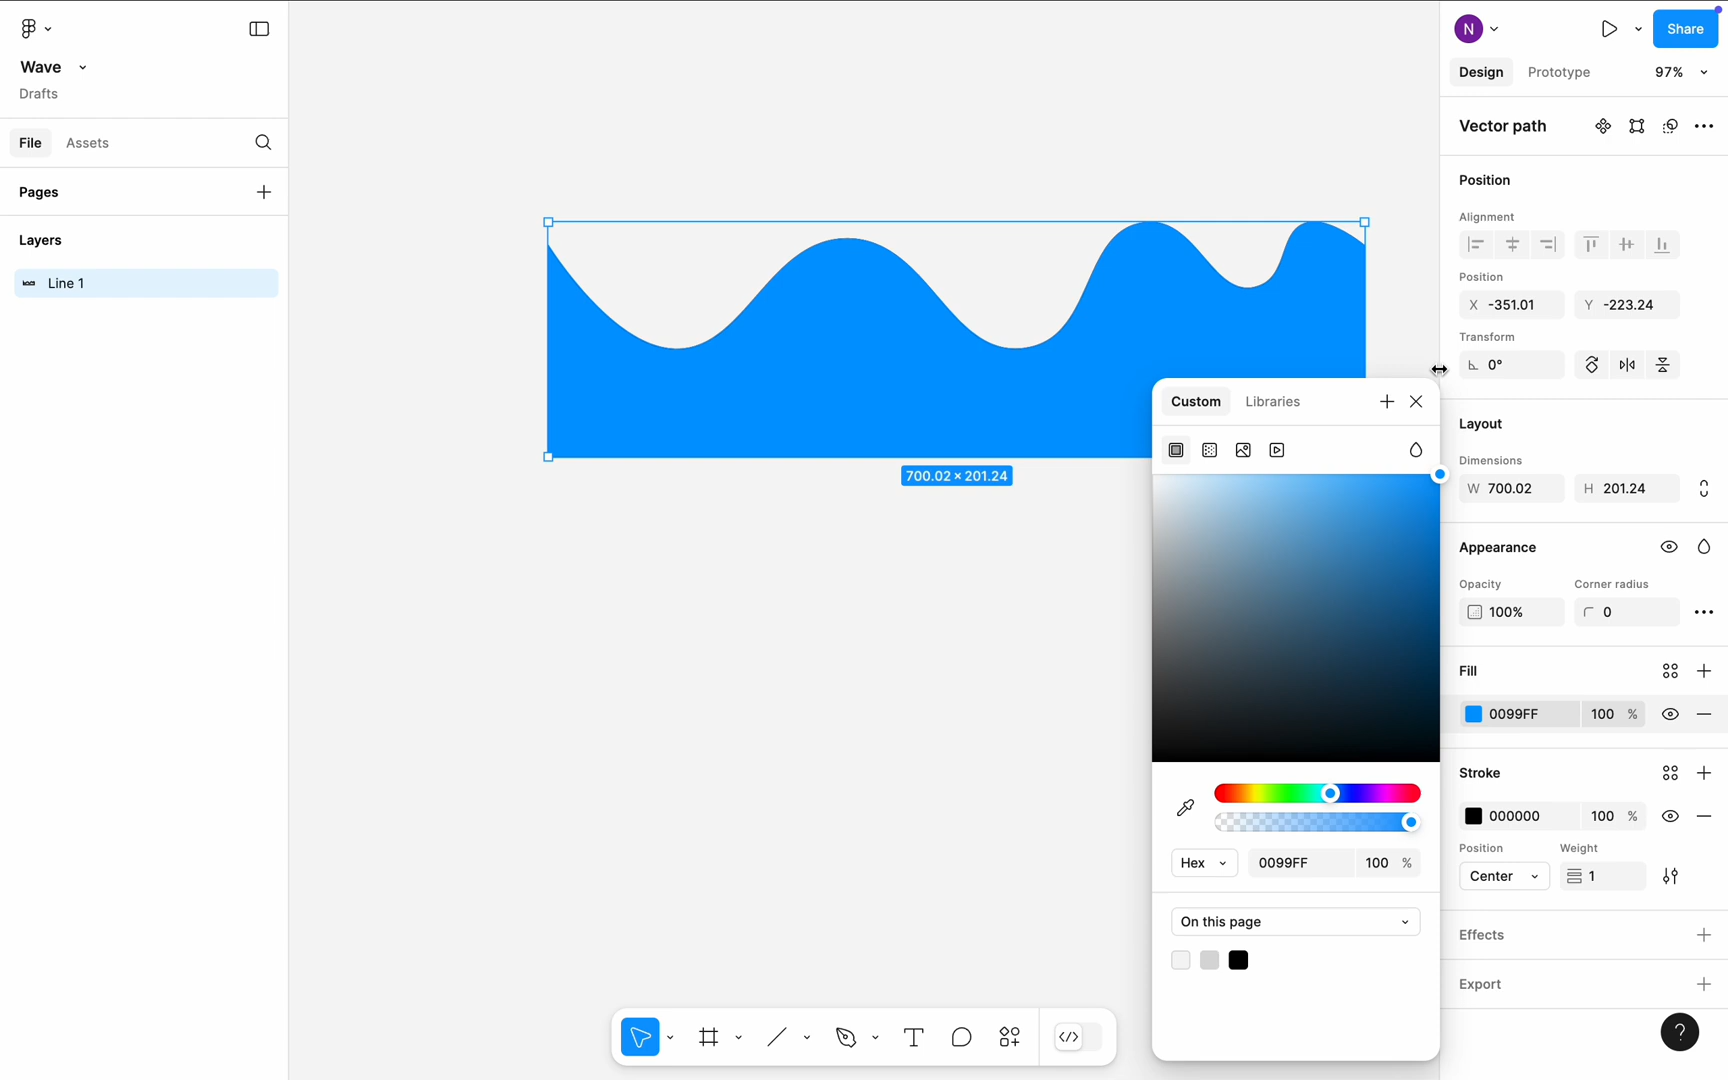 Wave
Drafts
File Assets
Pages
Layers
Line 1
700.02 × 201.24
Custom Libraries
Hex 0099FF 100 %
On this page
N
Share
Design Prototype 97%
Vector path
Position
Alignment
Position
X -351.01 Y -223.24
Transform
0°
Layout
Dimensions
W 700.02 H 201.24
Appearance
Opacity Corner radius
100% 0
Fill
0099FF 100 %
Stroke
000000 100 %
Position Weight
Center 1
Effects
Export
?